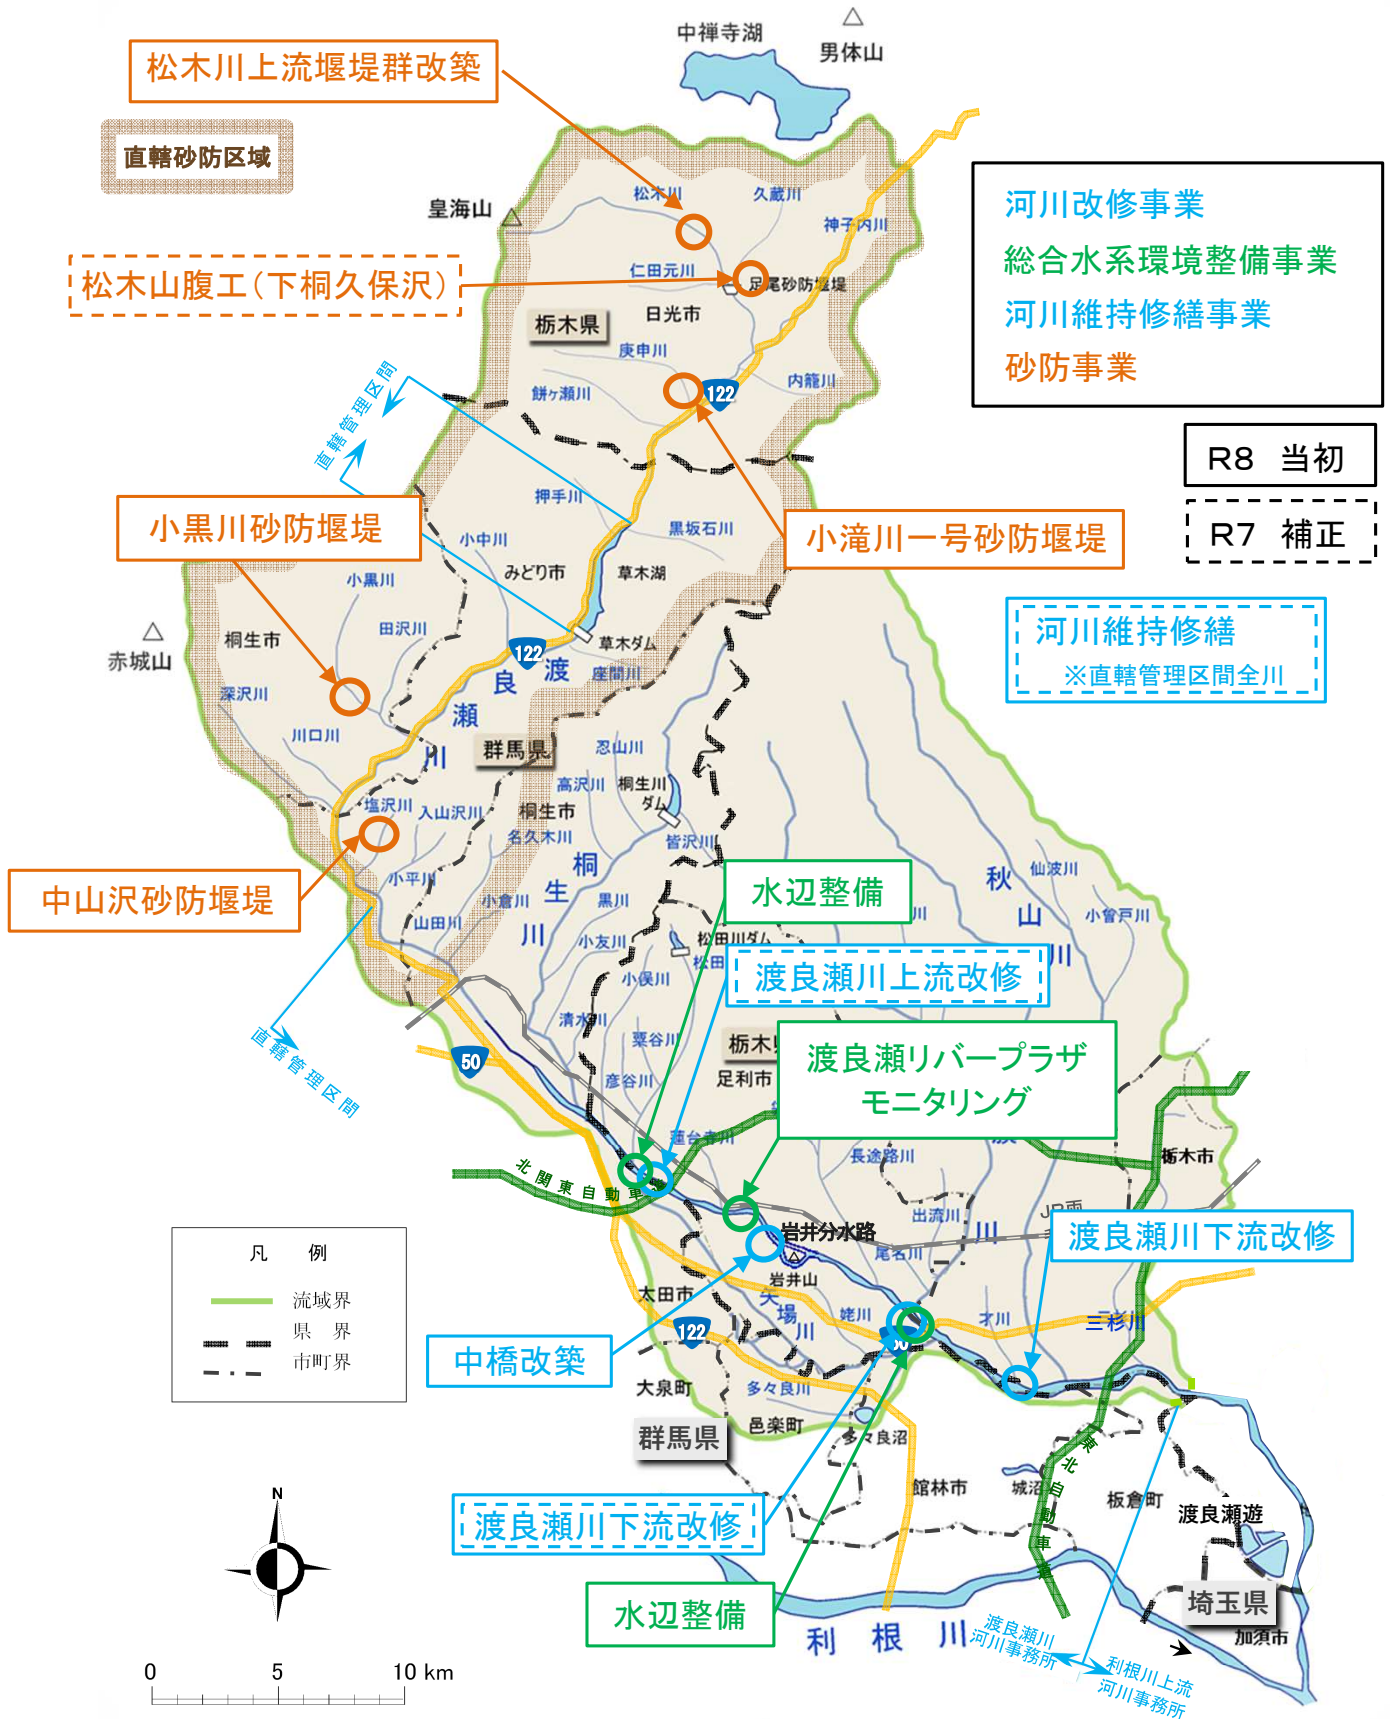 中禅寺湖
男体山
松木川上流堰堤群改築
直轄砂防区域
皇海山
松木川
久蔵川
神子内川
河川改修事業
総合水系環境整備事業
河川維持修繕事業
砂防事業
松木山腹工(下桐久保沢)
仁田元川
足尾砂防堰堤
日光市
栃木県
庚申川
餅ヶ瀬川
122
内籠川
直轄管理区間
R8 当初
R7 補正
押手川
黒坂石川
小黒川砂防堰堤
小滝川一号砂防堰堤
小中川
みどり市
草木湖
小黒川
田沢川
桐生市
赤城山
122
草木ダム
座間川
河川維持修繕
※直轄管理区間全川
深沢川
川口川
渡
良
瀬
川
群馬県
忍山川
高沢川
桐生川
ダム
塩沢川
入山沢川
桐生市
名久木川
皆沢川
中山沢砂防堰堤
小平川
小倉川
山田川
桐
生
川
黒川
小友川
水辺整備
川
秋
山
川
仙波川
小曽戸川
松田川ダム
松田
渡良瀬川上流改修
小俣川
清水川
粟谷川
彦谷川
直轄管理区間
50
栃木県
足利市
渡良瀬リバープラザ
モニタリング
蓮台寺川
長途路川
栃木市
北関東自動車
出流川
川
JR両
岩井分水路
尾名川
渡良瀬川下流改修
岩井山
太田市
矢
場
川
姥川
才川
三杉川
122
中橋改築
凡 例
流域界
県 界
市町界
大泉町
多々良川
邑楽町
多々良沼
群馬県
館林市
城沼
板倉町
東北自動車道
渡良瀬遊
渡良瀬川下流改修
水辺整備
利根川
埼玉県
加須市
渡良瀬川
河川事務所
利根川上流
河川事務所
N
0 5 10 km